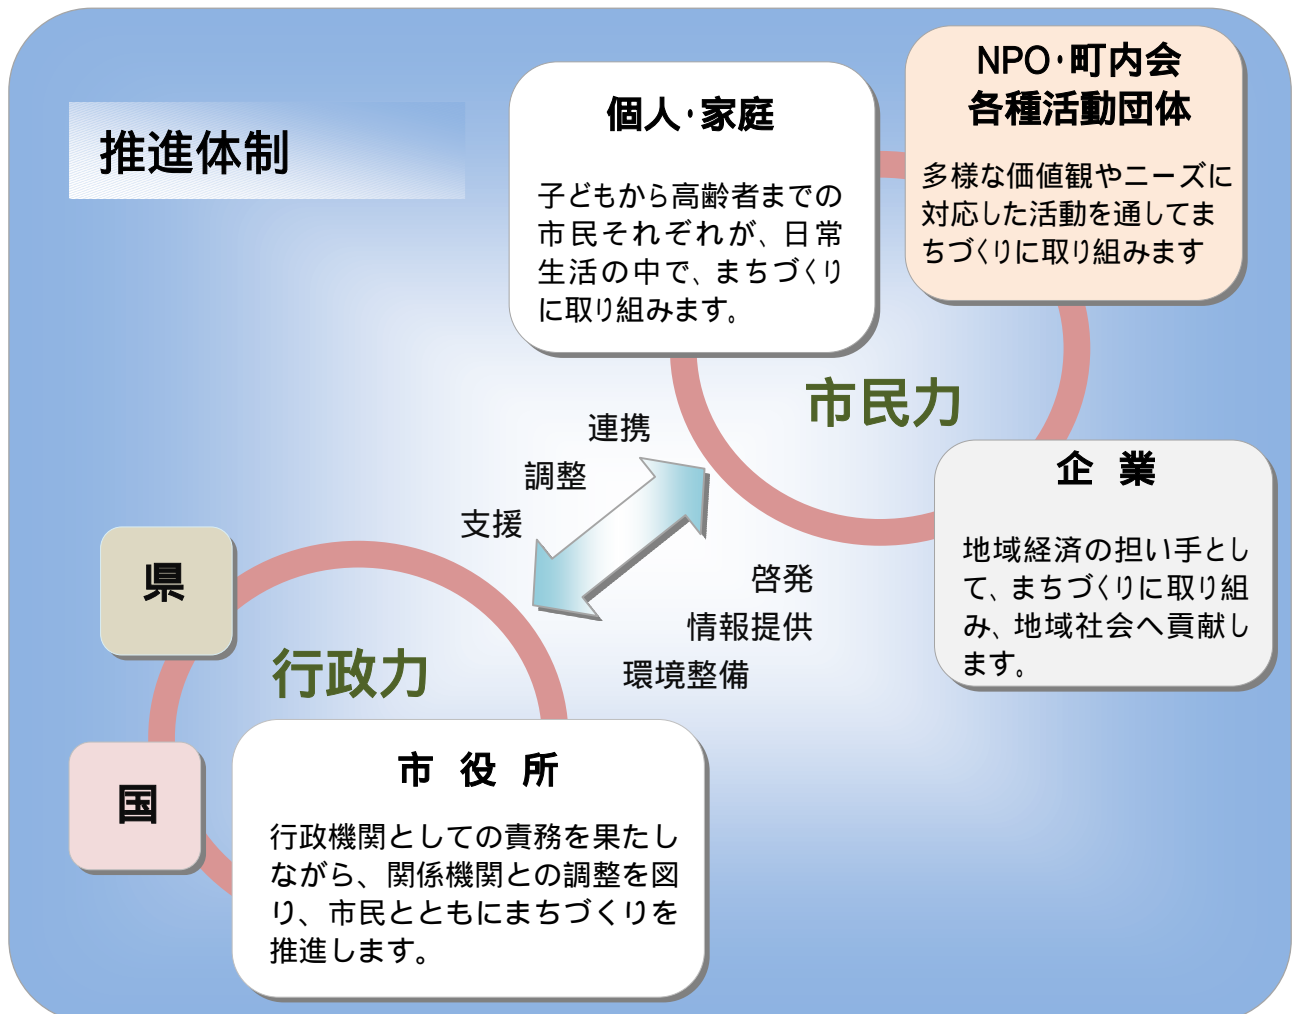 推進体制
個人・家庭
子どもから高齢者までの
市民それぞれが、日常
生活の中で、まちづくり
に取り組みます。
NPO・町内会
各種活動団体
多様な価値観やニーズに
対応した活動を通してま
ちづくりに取り組みます
市民力
企 業
地域経済の担い手とし
て、まちづくりに取り組
み、地域社会へ貢献し
ます。
連携
調整
支援
啓発
情報提供
環境整備
県
国
行政力
市 役 所
行政機関としての責務を果たし
ながら、関係機関との調整を図
り、市民とともにまちづくりを
推進します。